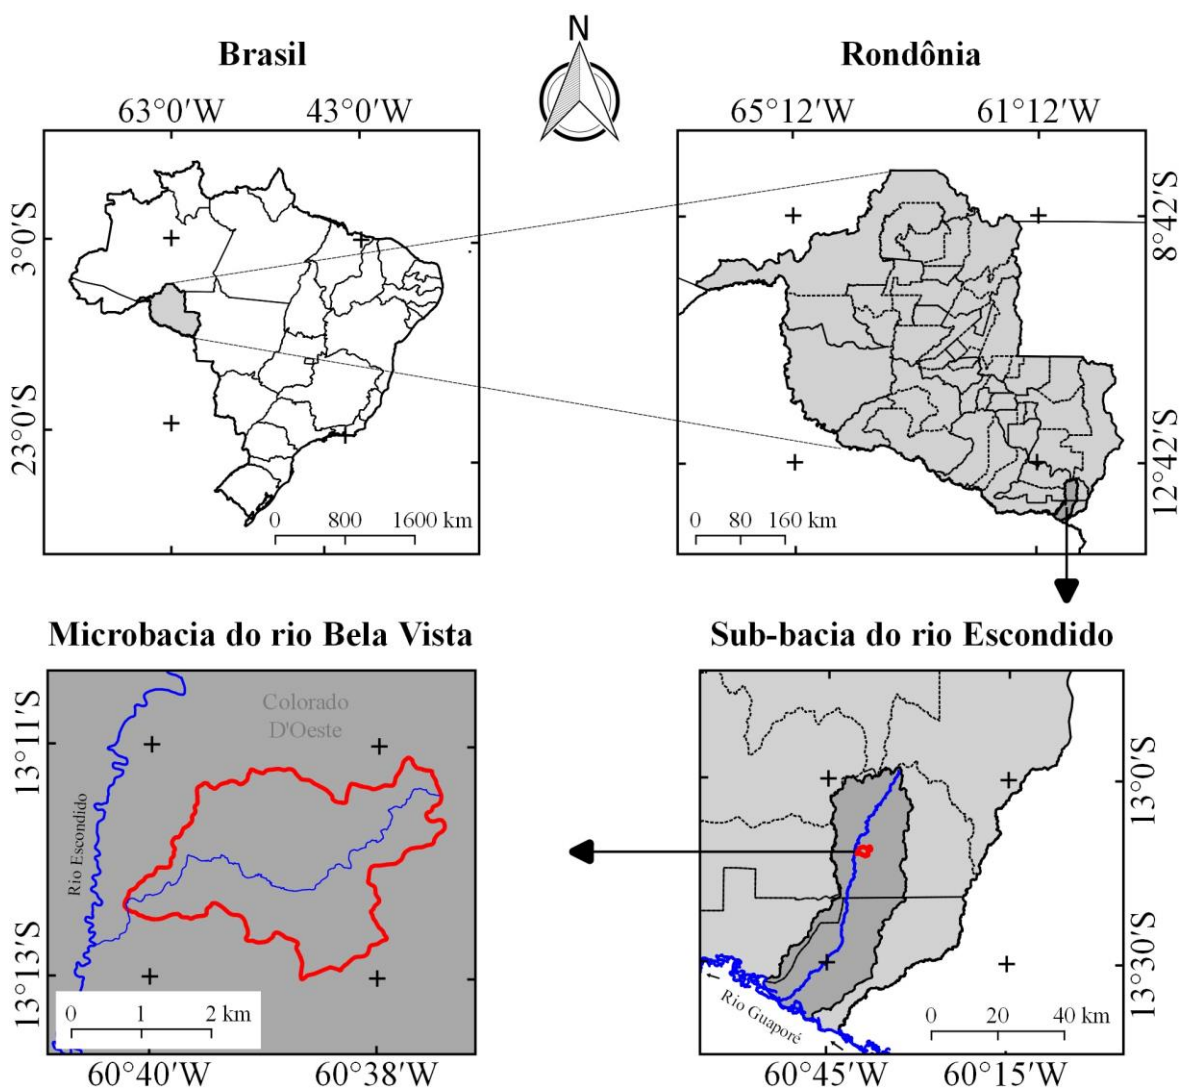 N
Brasil
63°0'W 43°0'W
3°0'S
23°0'S
0 800 1600 km
Rondônia
65°12'W 61°12'W
8°42'S
12°42'S
0 80 160 km
Microbacia do rio Bela Vista
13°11'S
13°13'S
Colorado
D'Oeste
Rio Escondido
0 1 2 km
60°40'W 60°38'W
Sub-bacia do rio Escondido
13°0'S
13°30'S
Rio Guaporé
0 20 40 km
60°45'W 60°15'W